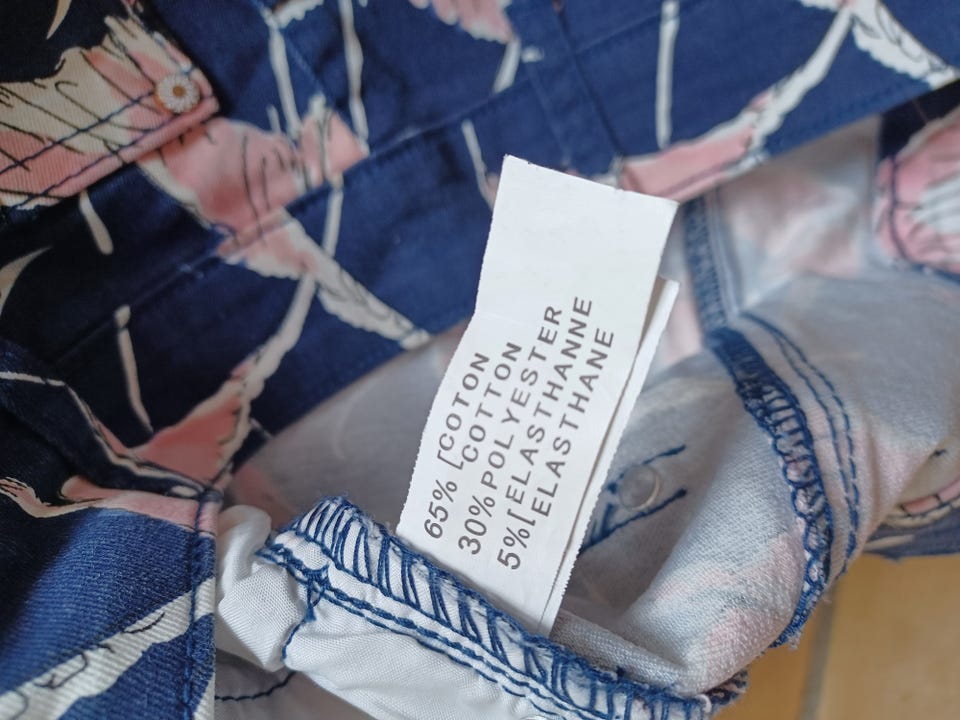 65% [COTON
COTTON
30% POLYESTER
5% [ELASTHANNE
[ELASTHANE